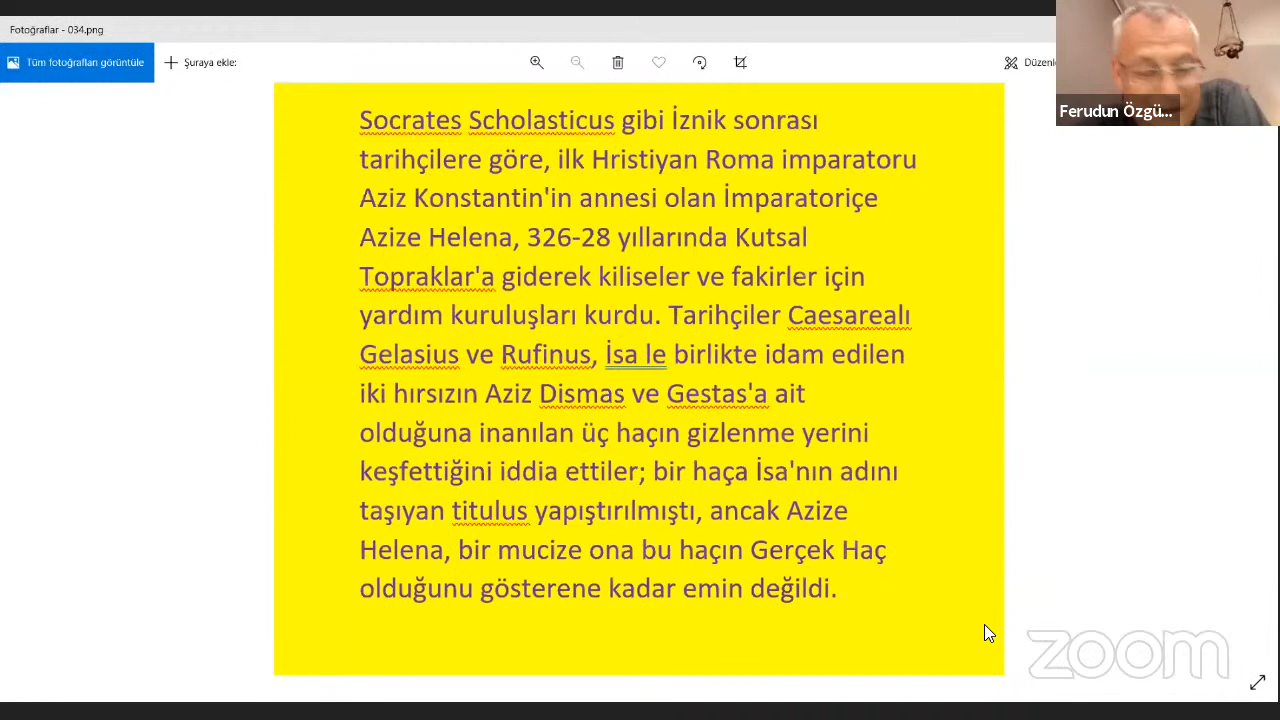 Fotoğraflar - 034.png
Tüm fotoğrafları görüntüle
Şuraya ekle:
Düzenle
Ferudun Özgü...
Socrates Scholasticus gibi İznik sonrası
tarihçilere göre, ilk Hristiyan Roma imparatoru
Aziz Konstantin'in annesi olan İmparatoriçe
Azize Helena, 326-28 yıllarında Kutsal
Topraklar'a giderek kiliseler ve fakirler için
yardım kuruluşları kurdu. Tarihçiler Caesarealı
Gelasius ve Rufinus, İsa le birlikte idam edilen
iki hırsızın Aziz Dismas ve Gestas'a ait
olduğuna inanılan üç haçın gizlenme yerini
keşfettiğini iddia ettiler; bir haça İsa'nın adını
taşıyan titulus yapıştırılmıştı, ancak Azize
Helena, bir mucize ona bu haçın Gerçek Haç
olduğunu gösterene kadar emin değildi.
zoom